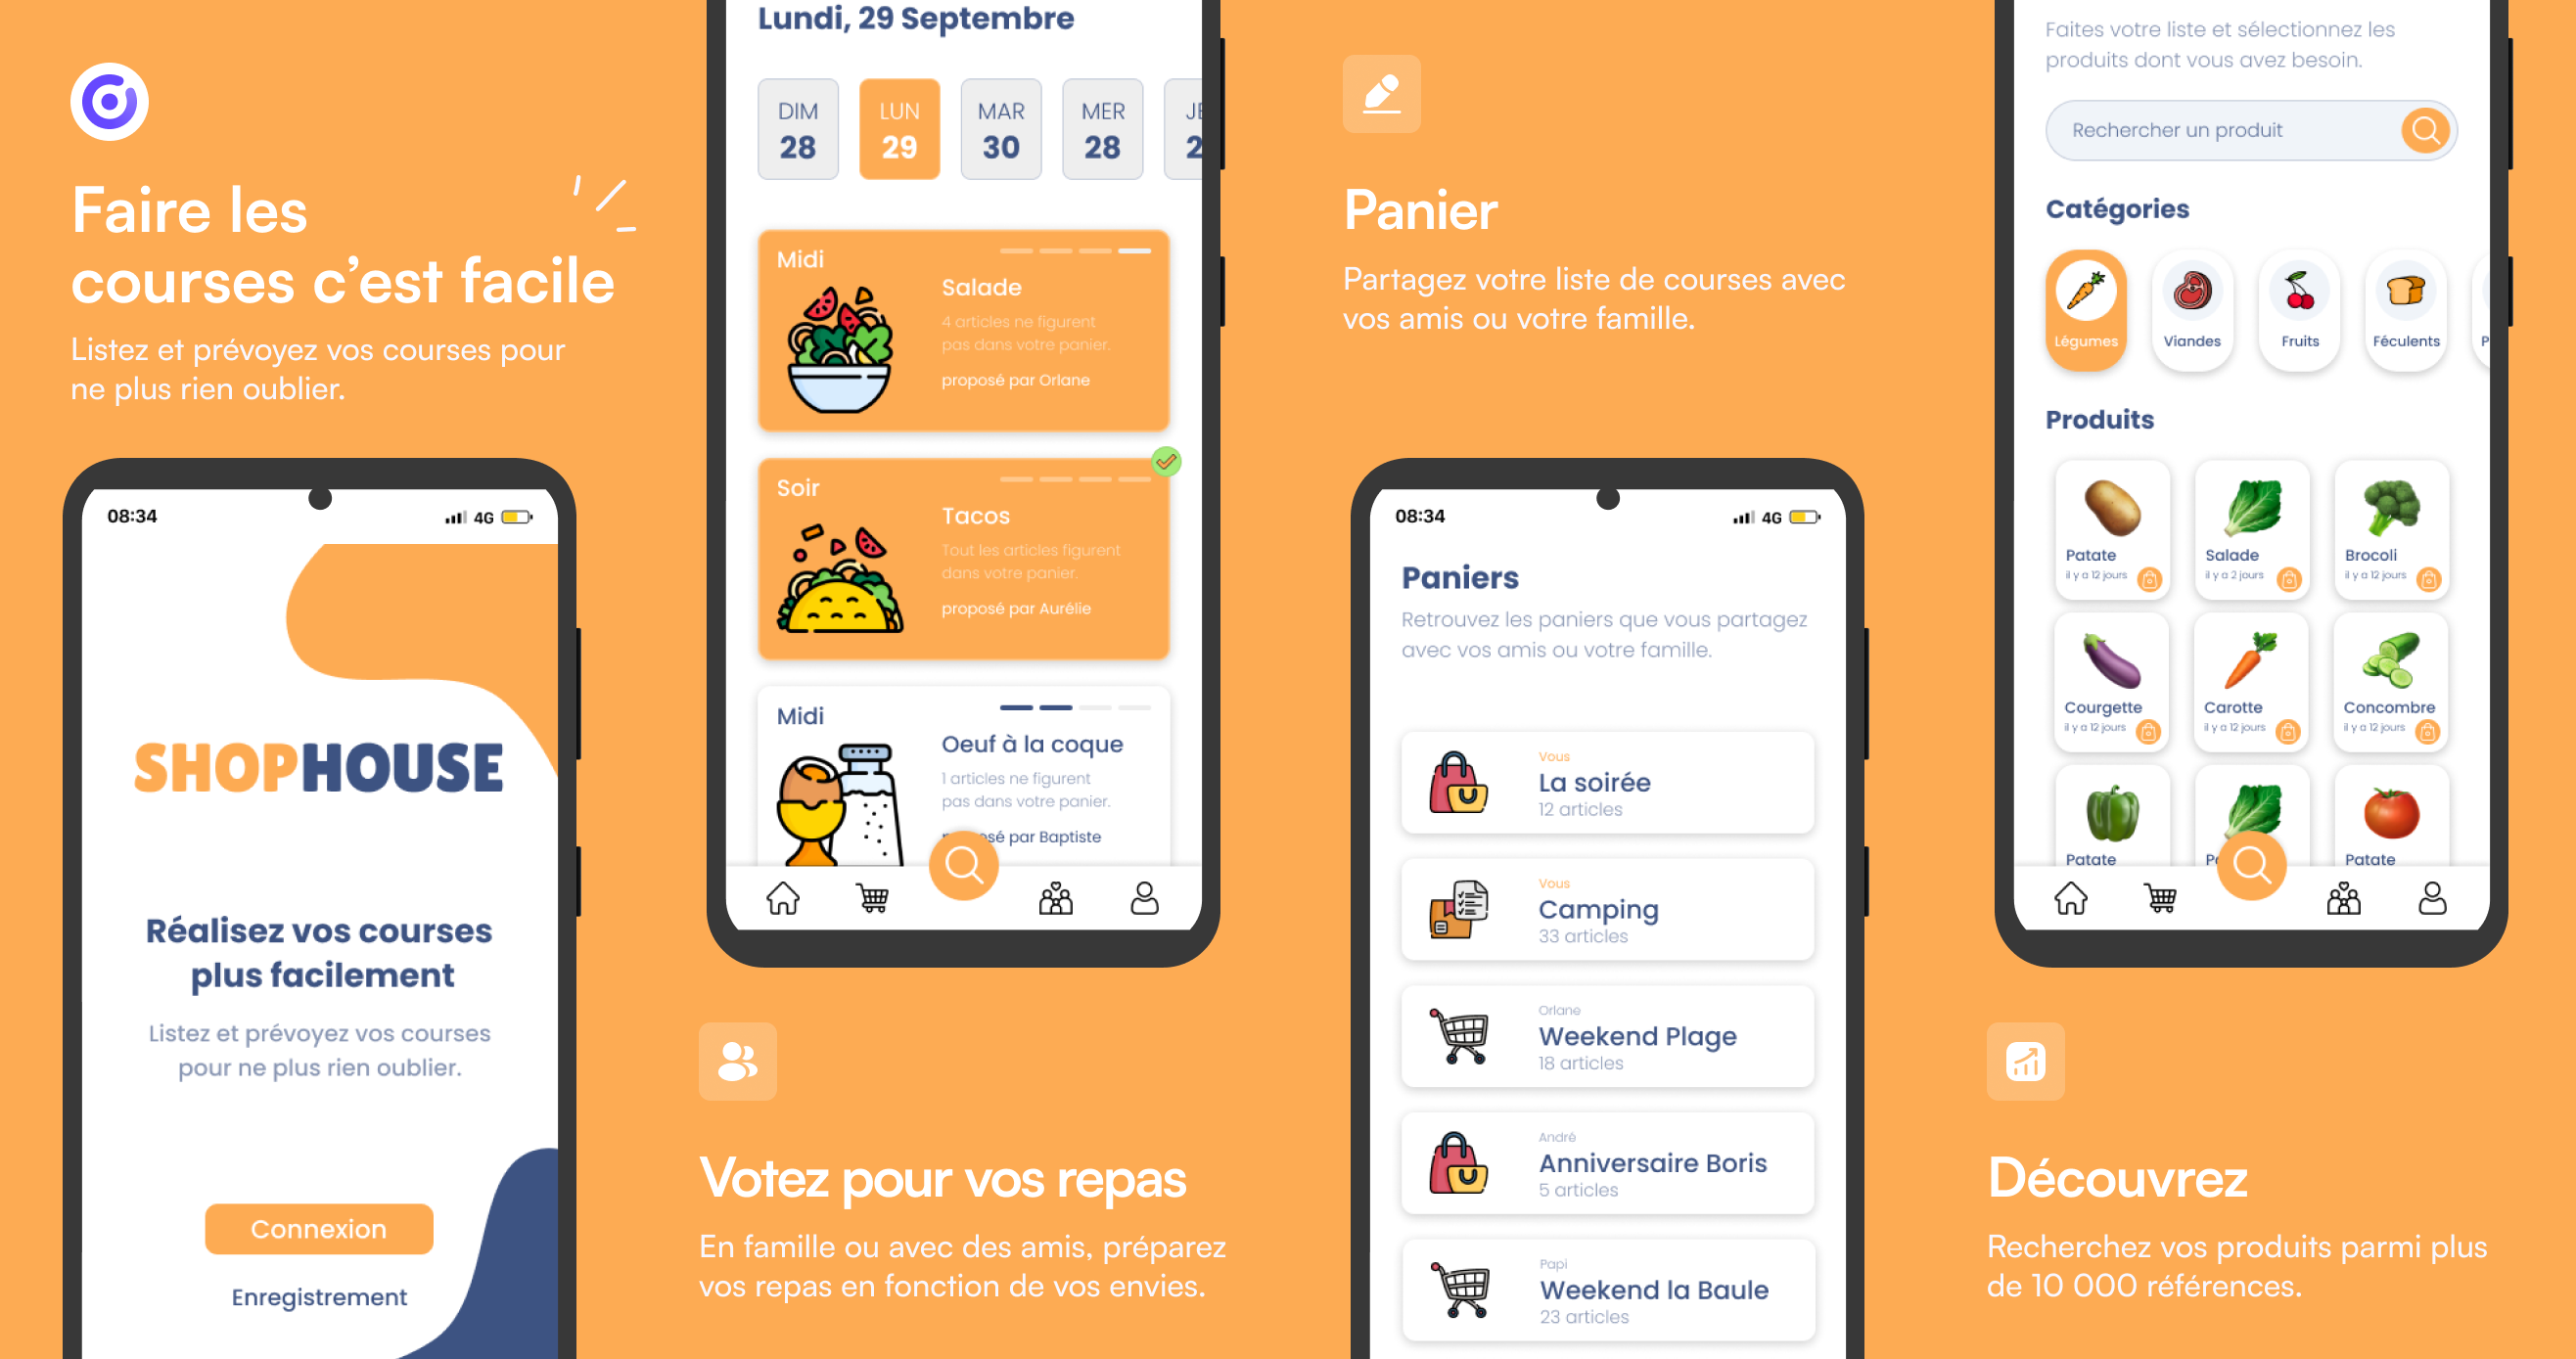 Faire les
courses c’est facile
Listez et prévoyez vos courses pour
ne plus rien oublier.
08:34
4G
SHOPHOUSE
Réalisez vos courses
plus facilement
Listez et prévoyez vos courses
pour ne plus rien oublier.
Connexion
Enregistrement
Lundi, 29 Septembre
DIM LUN MAR MER
28 29 30 28
Midi
Salade
4 articles ne figurent
pas dans votre panier.
proposé par Orlane
Soir
Tacos
Tout les articles figurent
dans votre panier.
proposé par Aurélie
Midi
Oeuf à la coque
1 articles ne figurent
pas dans votre panier.
par Baptiste
Votez pour vos repas
En famille ou avec des amis, préparez
vos repas en fonction de vos envies.
Panier
Partagez votre liste de courses avec
vos amis ou votre famille.
08:34
4G
Paniers
Retrouvez les paniers que vous partagez
avec vos amis ou votre famille.
Vous
La soirée
12 articles
Vous
Camping
33 articles
Orlane
Weekend Plage
18 articles
André
Anniversaire Boris
5 articles
Papi
Weekend la Baule
23 articles
Faites votre liste et sélectionnez les
produits dont vous avez besoin.
Rechercher un produit
Catégories
Légumes Viandes Fruits Féculents
Produits
Patate Salade Brocoli
il y a 12 jours il y a 2 jours il y a 12 jours
Courgette Carotte Concombre
il y a 12 jours il y a 12 jours il y a 12 jours
Patate Patate
Découvrez
Recherchez vos produits parmi plus
de 10 000 références.